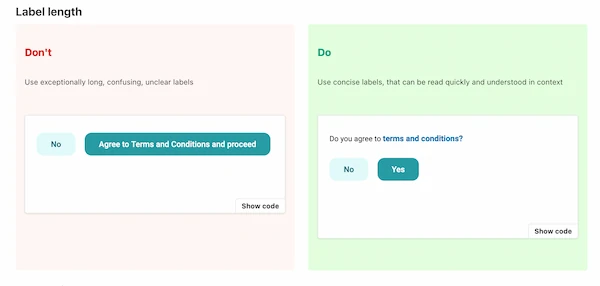 Label length
Don't
Use exceptionally long, confusing, unclear labels
No
Agree to Terms and Conditions and proceed
Show code
Do
Use concise labels, that can be read quickly and understood in context
Do you agree to terms and conditions?
No
Yes
Show code